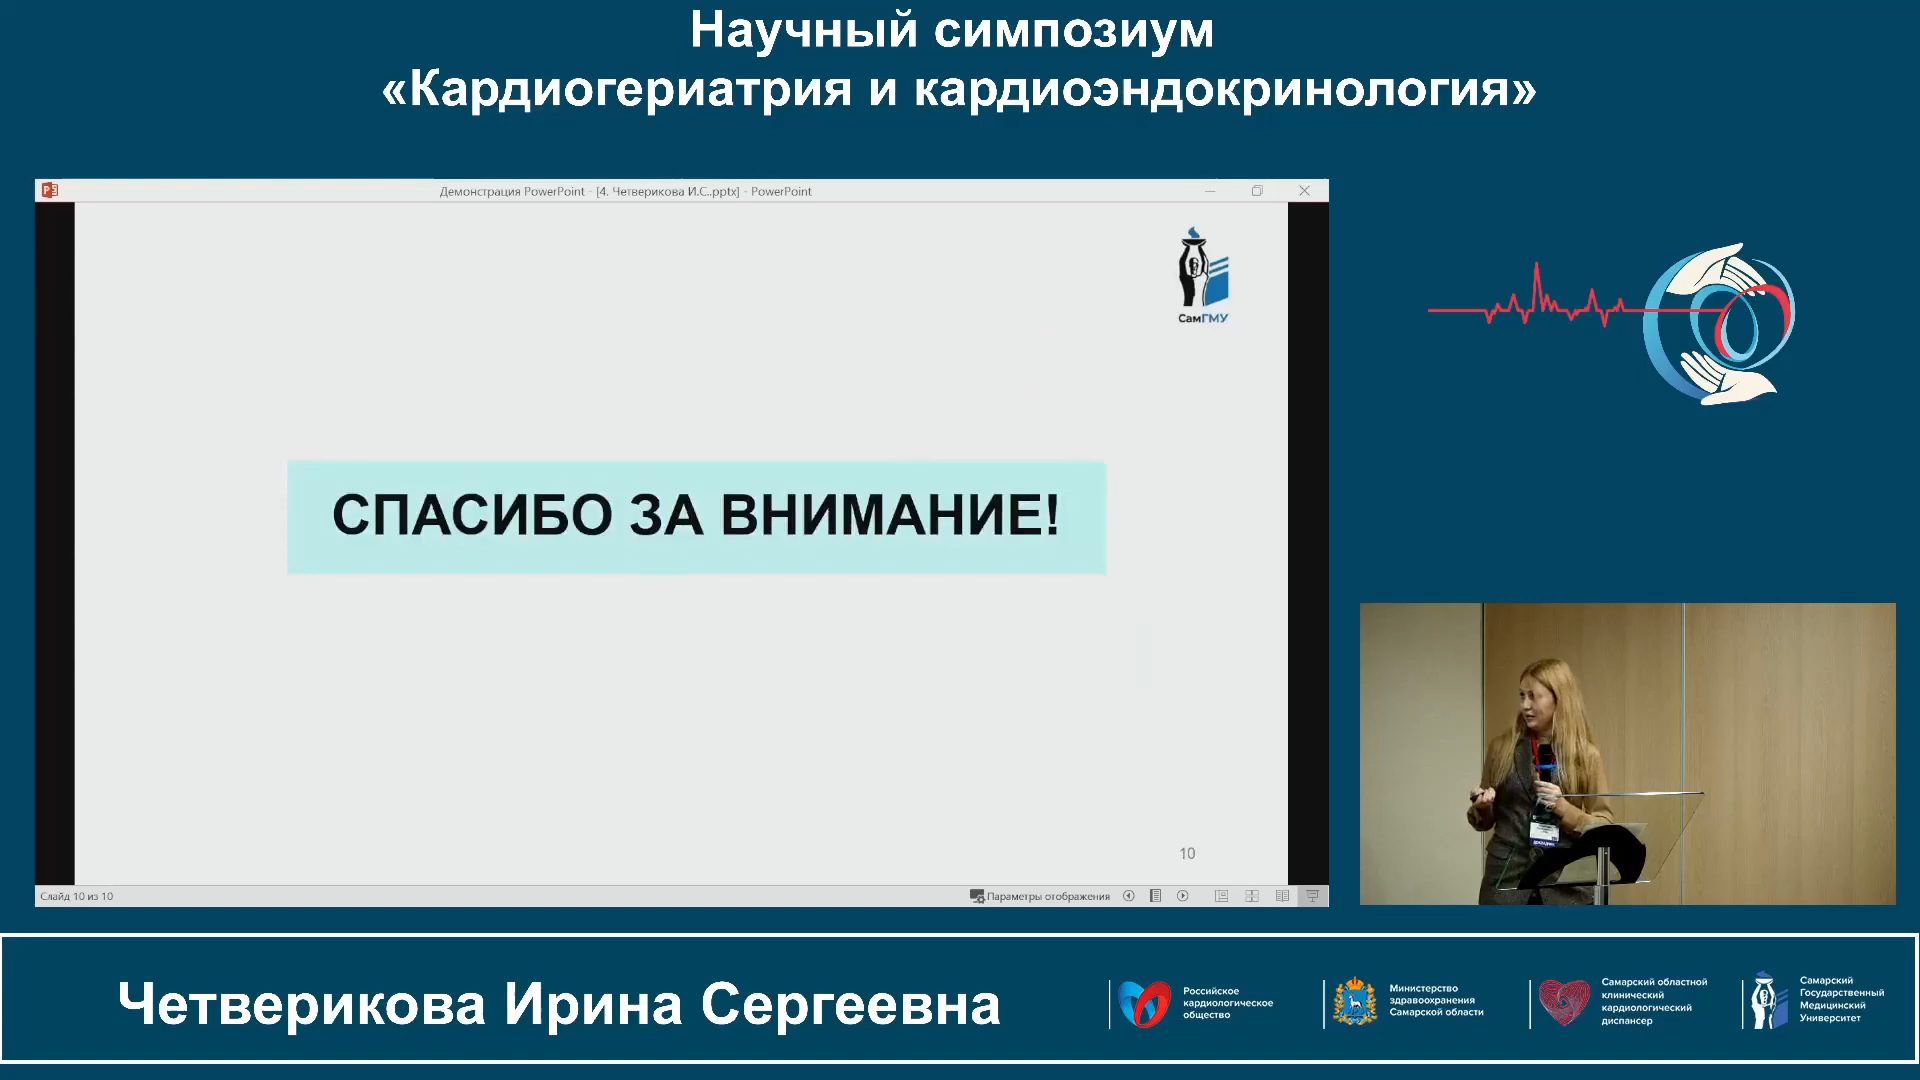 Научный симпозиум
«Кардиогериатрия и кардиоэндокринология»
Демонстрация PowerPoint - [4. Четверикова И.С..pptx] - PowerPoint
СамГМУ
СПАСИБО ЗА ВНИМАНИЕ!
10
Слайд 10 из 10
Параметры отображения
Четверикова Ирина Сергеевна
Российское
кардиологическое
общество
Министерство
здравоохранения
Самарской области
Самарский областной
клинический
кардиологический
диспансер
Самарский
Государственный
Медицинский
Университет